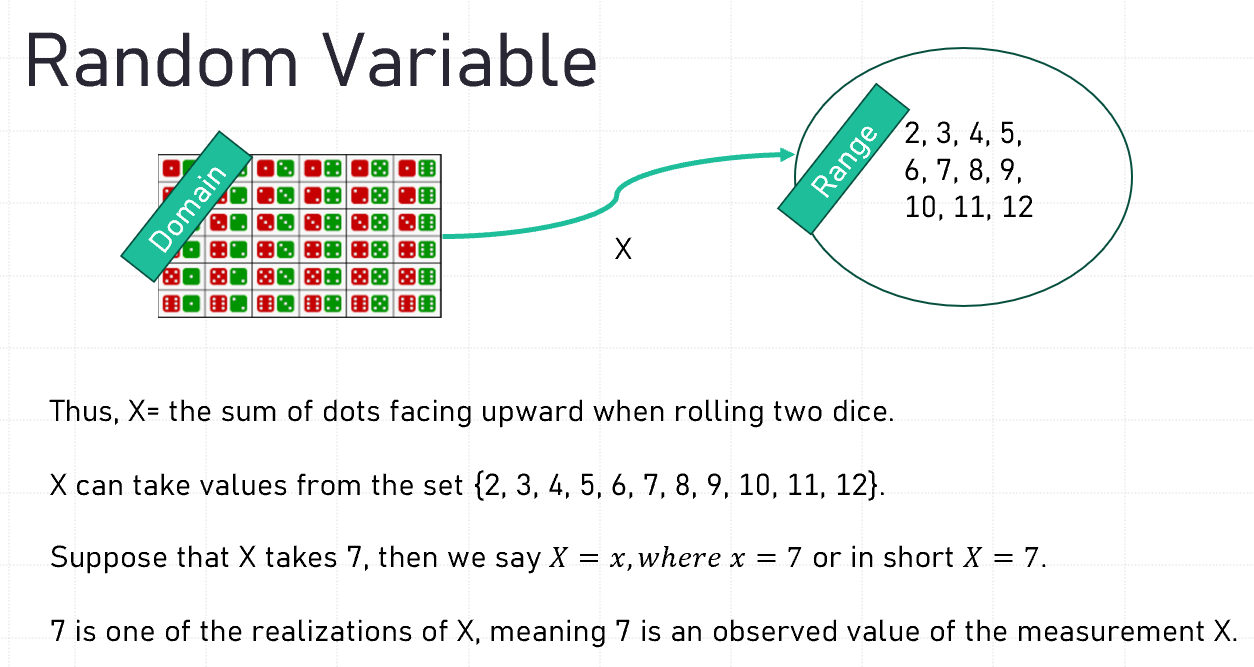 Random Variable
Domain
Range
2, 3, 4, 5,
6, 7, 8, 9,
10, 11, 12
X
Thus, X= the sum of dots facing upward when rolling two dice.
X can take values from the set {2, 3, 4, 5, 6, 7, 8, 9, 10, 11, 12}.
Suppose that X takes 7, then we say X = x, where x = 7 or in short X = 7.
7 is one of the realizations of X, meaning 7 is an observed value of the measurement X.